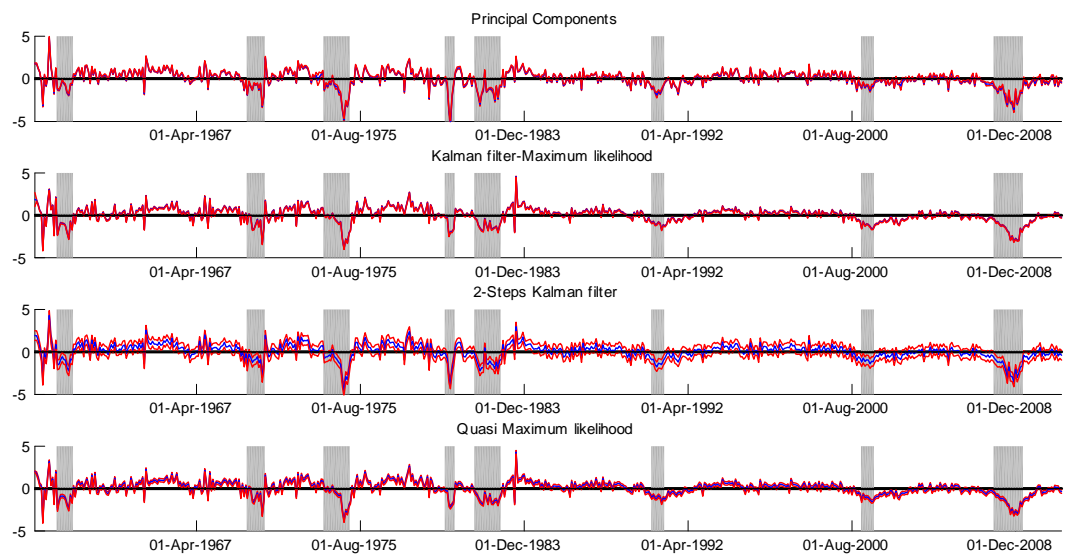 Principal Components
5
0
-5
01-Apr-1967 01-Aug-1975 01-Dec-1983 01-Apr-1992 01-Aug-2000 01-Dec-2008
Kalman filter-Maximum likelihood
5
0
-5
01-Apr-1967 01-Aug-1975 01-Dec-1983 01-Apr-1992 01-Aug-2000 01-Dec-2008
2-Steps Kalman filter
5
0
-5
01-Apr-1967 01-Aug-1975 01-Dec-1983 01-Apr-1992 01-Aug-2000 01-Dec-2008
Quasi Maximum likelihood
5
0
-5
01-Apr-1967 01-Aug-1975 01-Dec-1983 01-Apr-1992 01-Aug-2000 01-Dec-2008